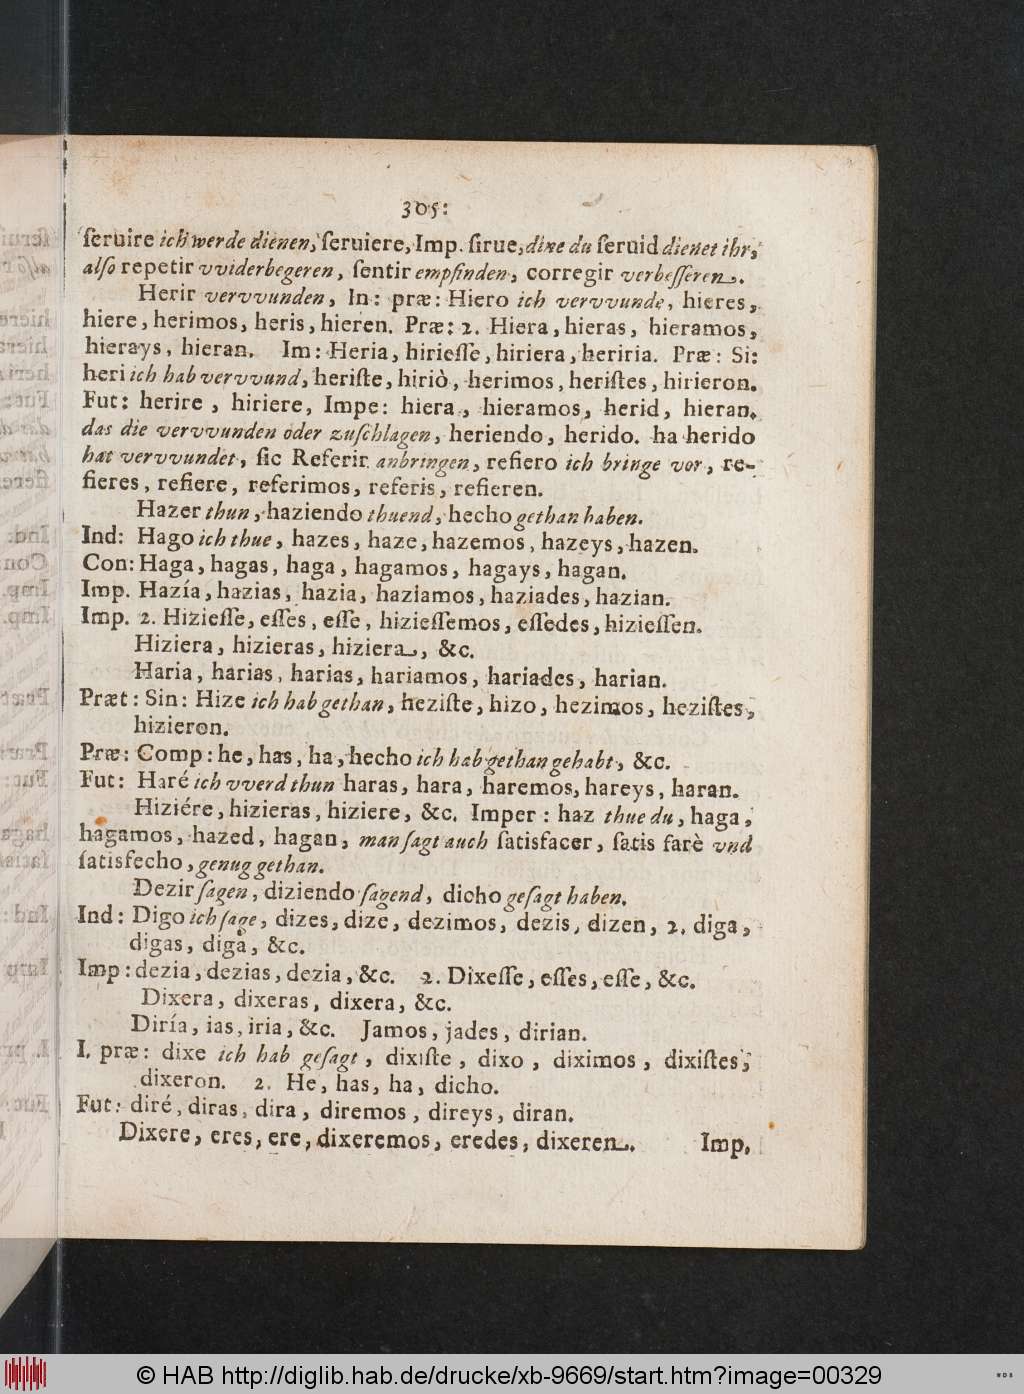 305:
ſeruire ich werde dienen, ſeruiere, Imp. ſirue, dine du ſeruid dienet ihr,
alſo repetir vviderbegeren, ſentir empfinden, corregir verbeſſeren.
Herir vervvunden, In: præ: Hiero ich vervvunde, hieres,
hiere, herimos, heris, hieren. Præ: 2. Hiera, hieras, hieramos,
hierays, hieran. Im: Heria, hirieſſe, hiriera, heriria. Præ: Si:
heri ich hab vervvund, heriſte, hiriò, herimos, heriſtes, hirieron.
Fut: herire, hiriere, Impe: hiera, hieramos, herid, hieran.
das die vervvunden oder zuſchlagen, heriendo, herido. ha herido
hat vervvundet, ſic Referir anbringen, refiero ich bringe vor, re-
fieres, refiere, referimos, referis, refieren.
Hazer thun, haziendo thuend, hecho gethan haben.
Ind: Hago ich thue, hazes, haze, hazemos, hazeys, hazen.
Con: Haga, hagas, haga, hagamos, hagays, hagan.
Imp. Hazía, hazias, hazia, haziamos, haziades, hazian.
Imp. 2. Hizieſſe, eſſes, eſſe, hizieſſemos, eſſedes, hizieſſen.
Hiziera, hizieras, hiziera, &c.
Haria, harias, harias, hariamos, hariades, harian.
Præt: Sin: Hize ich hab gethan, heziſte, hizo, hezimos, heziſtes,
hizieron.
Præ: Comp: he, has, ha, hecho ich hab gethan gehabt, &c.
Fut: Haré ich vverd thun haras, hara, haremos, hareys, haran.
Hiziére, hizieras, hiziere, &c. Imper: haz thue du, haga,
hagamos, hazed, hagan, man ſagt auch ſatisfacer, ſatis farè vnd
ſatisfecho, genug gethan.
Dezir ſagen, diziendo ſagend, dicho geſagt haben.
Ind: Digo ich ſage, dizes, dize, dezimos, dezis, dizen, 2. diga,
digas, diga, &c.
Imp: dezia, dezias, dezia, &c. 2. Dixeſſe, eſſes, eſſe, &c.
Dixera, dixeras, dixera, &c.
Diría, ias, iria, &c. Jamos, jades, dirian.
I. præ: dixe ich hab geſagt, dixiſte, dixo, diximos, dixiſtes,
dixeron. 2. He, has, ha, dicho.
Fut: diré, diras, dira, diremos, direys, diran.
Dixere, eres, ere, dixeremos, eredes, dixeren.
Imp.
© HAB http://diglib.hab.de/drucke/xb-9669/start.htm?image=00329